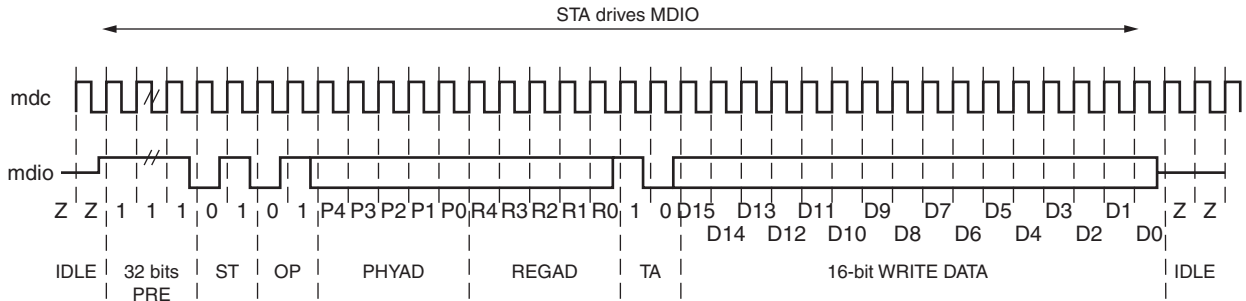 STA drives MDIO
mdc
mdio
Z Z 1 1 1 0 1 0 1 P4 P3 P2 P1 P0 R4 R3 R2 R1 R0 1 0 D15 D13 D11 D9 D7 D5 D3 D1 Z Z
D14 D12 D10 D8 D6 D4 D2 D0
IDLE 32 bits ST OP PHYAD REGAD TA 16-bit WRITE DATA IDLE
PRE